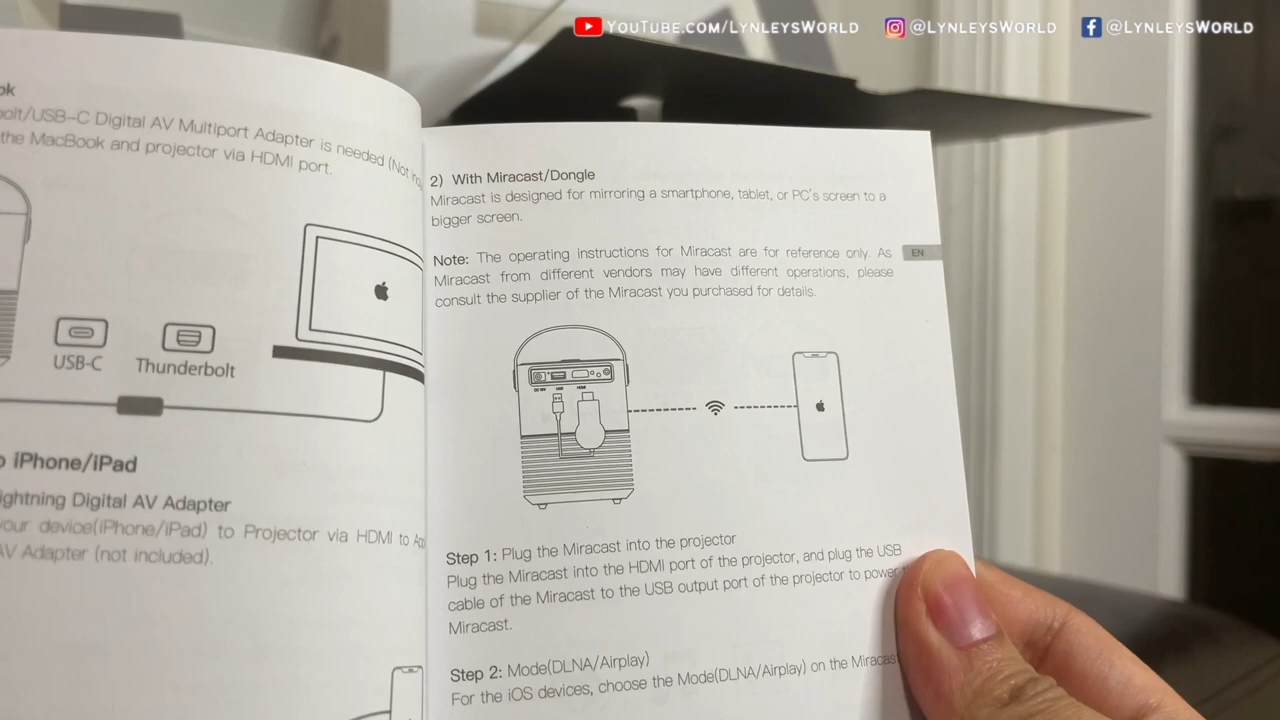 YouTube.com/LynleysWorld @LynleysWorld @LynleysWorld
ok
olt/USB-C Digital AV Multiport Adapter is needed (Not
the MacBook and projector via HDMI port.
USB-C Thunderbolt
o iPhone/iPad
ightning Digital AV Adapter
your device(iPhone/iPad) to Projector via HDMI to
AV Adapter (not included).
2) With Miracast/Dongle
Miracast is designed for mirroring a smartphone, tablet, or PC's screen to a
bigger screen.
Note: The operating instructions for Miracast are for reference only. As
Miracast from different vendors may have different operations, please
consult the supplier of the Miracast you purchased for details.
EN
HDMI
Step 1: Plug the Miracast into the projector
Plug the Miracast into the HDMI port of the projector, and plug the USB
cable of the Miracast to the USB output port of the projector to power
Miracast.
Step 2: Mode(DLNA/Airplay)
For the iOS devices, choose the Mode(DLNA/Airplay) on the Miracas